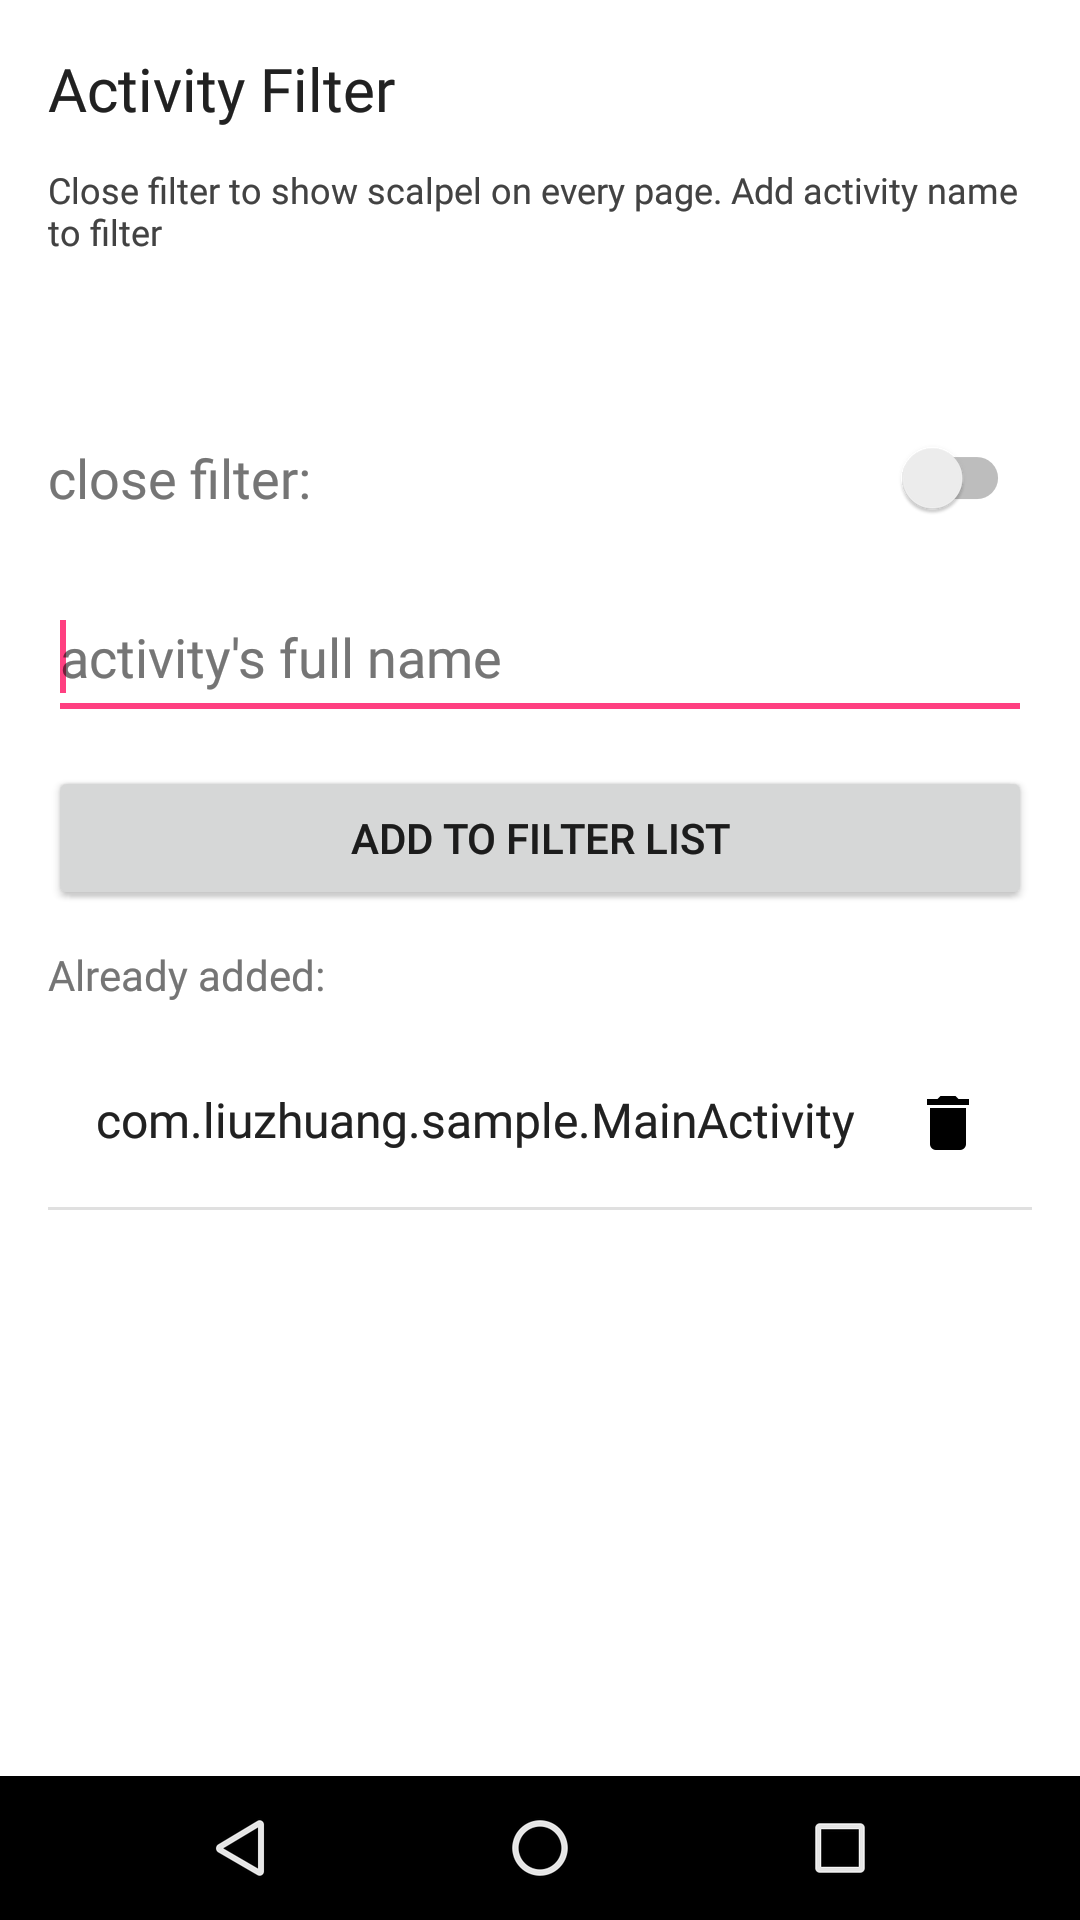 Activity Filter
Close filter to show scalpel on every page. Add activity name
to filter
close filter:
activity's full name
ADD TO FILTER LIST
Already added:
com.liuzhuang.sample.MainActivity